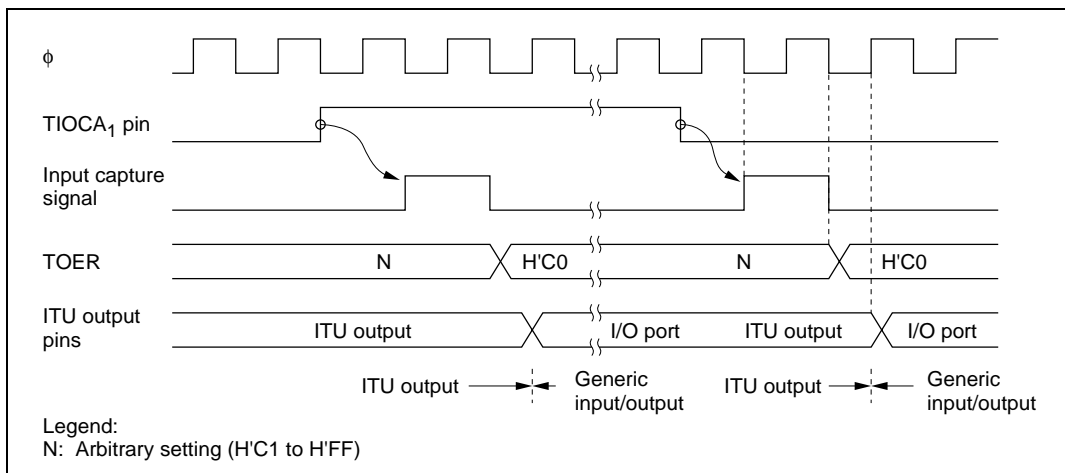 ϕ
TIOCA₁ pin
Input capture
signal
TOER
N
H'C0
N
H'C0
ITU output
pins
ITU output
I/O port
ITU output
I/O port
ITU output
Generic
input/output
ITU output
Generic
input/output
Legend:
N: Arbitrary setting (H'C1 to H'FF)